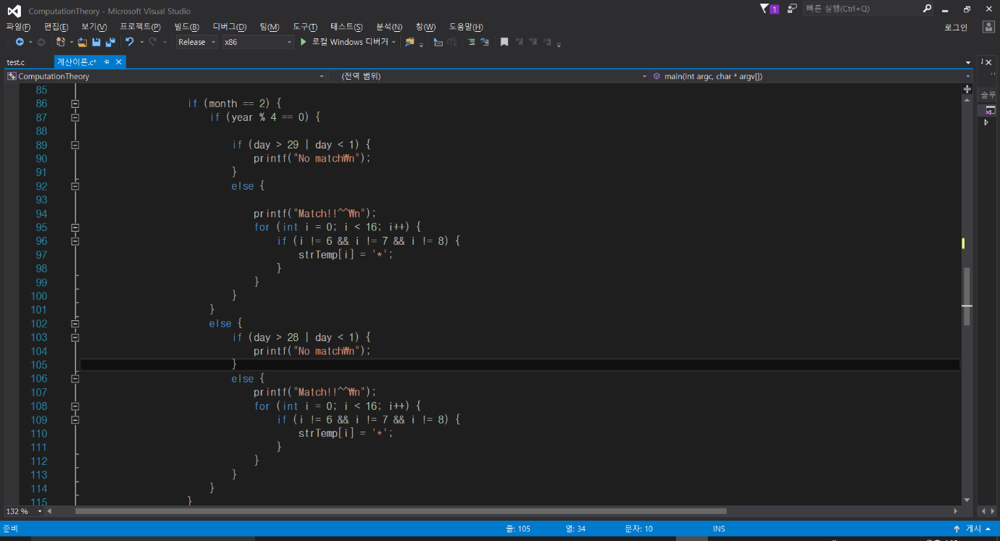 ComputationTheory - Microsoft Visual Studio
1
빠른 실행(Ctrl+Q)
파일(F) 편집(E) 보기(V) 프로젝트(P) 빌드(B) 디버그(D) 팀(M) 도구(T) 테스트(S) 분석(N) 창(W) 도움말(H)
로그인
Release x86 로컬 Windows 디버거
test.c 계산이론.c*
ComputationTheory (전역 범위) main(int argc, char * argv[])
솔루
85
86 if (month == 2) {
87 if (year % 4 == 0) {
88
89 if (day > 29 | day < 1) {
90 printf("No match₩n");
91 }
92 else {
93
94 printf("Match!!^^₩n");
95 for (int i = 0; i < 16; i++) {
96 if (i != 6 && i != 7 && i != 8) {
97 strTemp[i] = '*';
98 }
99 }
100 }
101 }
102 else {
103 if (day > 28 | day < 1) {
104 printf("No match₩n");
105 }
106 else {
107 printf("Match!!^^₩n");
108 for (int i = 0; i < 16; i++) {
109 if (i != 6 && i != 7 && i != 8) {
110 strTemp[i] = '*';
111 }
112 }
113 }
114 }
115 }
132 %
준비 줄: 105 열: 34 문자: 10 INS 게시